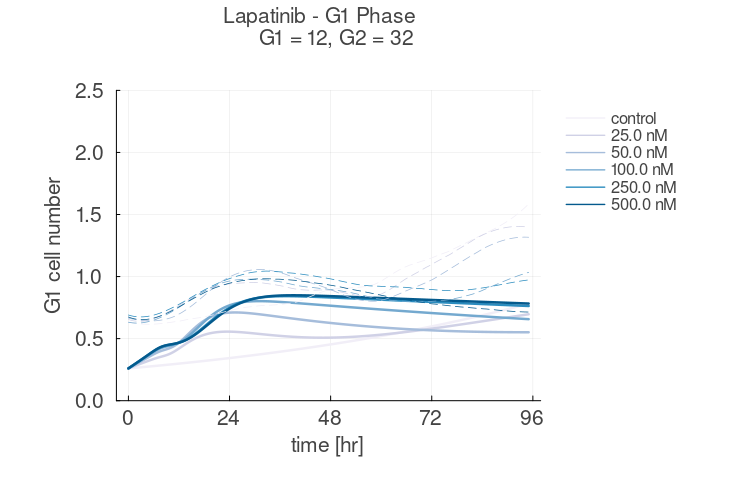 Lapatinib - G1 Phase
G1 = 12, G2 = 32
2.5
2.0
1.5
1.0
0.5
0.0
G1 cell number
0 24 48 72 96
time [hr]
control
25.0 nM
50.0 nM
100.0 nM
250.0 nM
500.0 nM